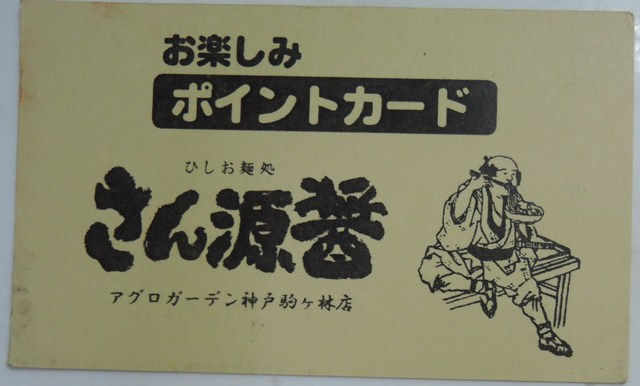 お楽しみ
ポイントカード
ひしお麺処
さん源醤
アグロガーデン神戸駒ヶ林店